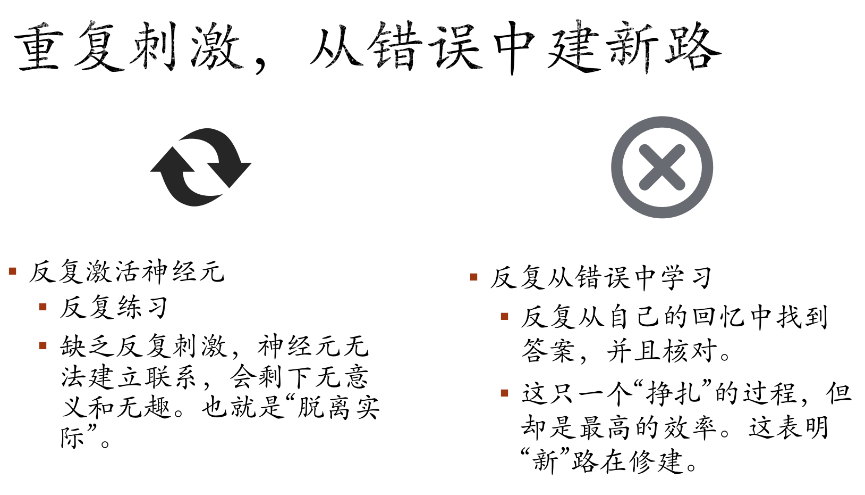 重复刺激，从错误中建新路
反复激活神经元
反复练习
缺乏反复刺激，神经元无
法建立联系，会剩下无意
义和无趣。也就是“脱离实
际”。
反复从错误中学习
反复从自己的回忆中找到
答案，并且核对。
这只一个“挣扎”的过程，但
却是最高的效率。这表明
“新”路在修建。